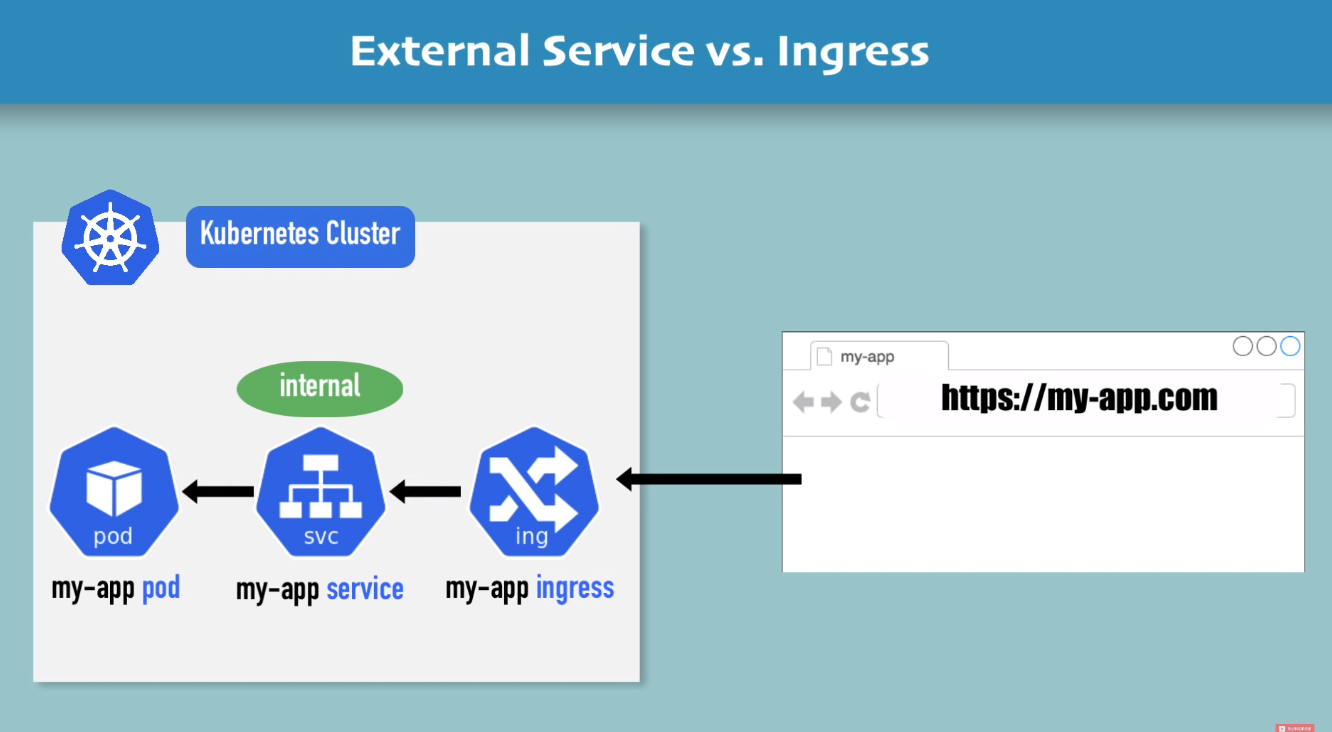 External Service vs. Ingress
Kubernetes Cluster
internal
pod
svc
ing
my-app pod
my-app service
my-app ingress
my-app
https://my-app.com
SUBSCRIBE